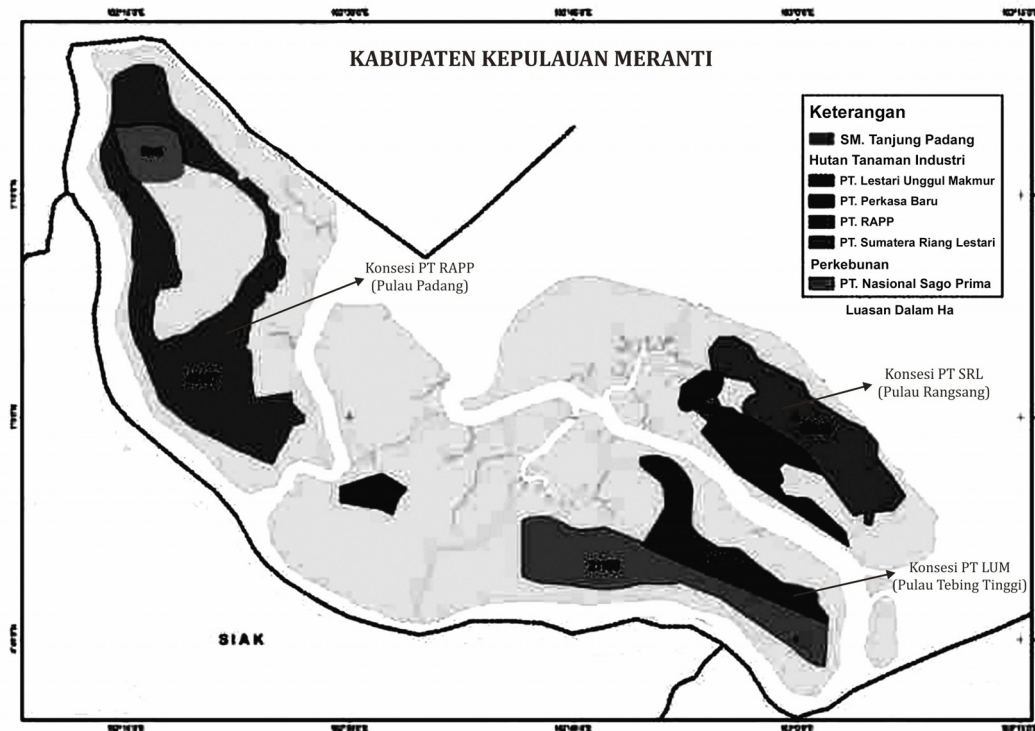 KABUPATEN KEPULAUAN MERANTI
Keterangan
SM. Tanjung Padang
Hutan Tanaman Industri
PT. Lestari Unggul Makmur
PT. Perkasa Baru
PT. RAPP
PT. Sumatera Riang Lestari
Perkebunan
PT. Nasional Sago Prima
Luasan Dalam Ha
Konsesi PT RAPP
(Pulau Padang)
Konsesi PT SRL
(Pulau Rangsang)
Konsesi PT LUM
(Pulau Tebing Tinggi)
SIAK